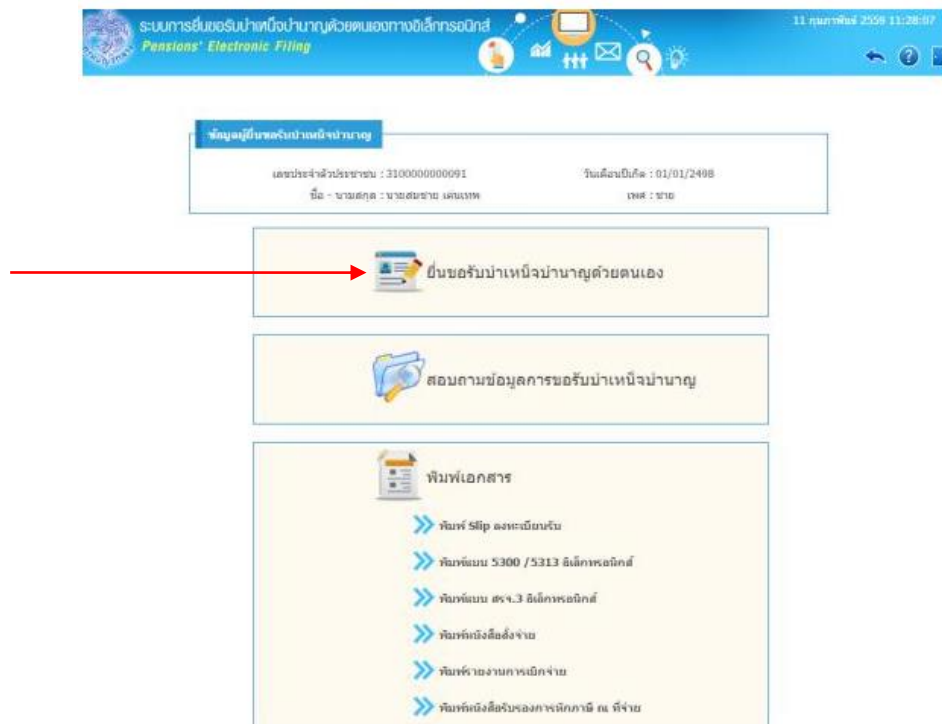 ระบบการยื่นขอรับบำเหน็จบำนาญด้วยตนเองทางอิเล็กทรอนิกส์
Pensions' Electronic Filing
11 กุมภาพันธ์ 2559 11:28:07
ข้อมูลผู้ยื่นขอรับบำเหน็จบำนาญ
เลขประจำตัวประชาชน : 3100000000091 วันเดือนปีเกิด : 01/01/2498
ชื่อ - นามสกุล : นายสมชาย เดนเทพ เพศ : ชาย
ยื่นขอรับบำเหน็จบำนาญด้วยตนเอง
สอบถามข้อมูลการขอรับบำเหน็จบำนาญ
พิมพ์เอกสาร
พิมพ์ Slip ลงทะเบียนรับ
พิมพ์แบบ 5300 /5313 อิเล็กทรอนิกส์
พิมพ์แบบ สรจ.3 อิเล็กทรอนิกส์
พิมพ์หนังสือสั่งจ่าย
พิมพ์รายงานการเบิกจ่าย
พิมพ์หนังสือรับรองการหักภาษี ณ ที่จ่าย